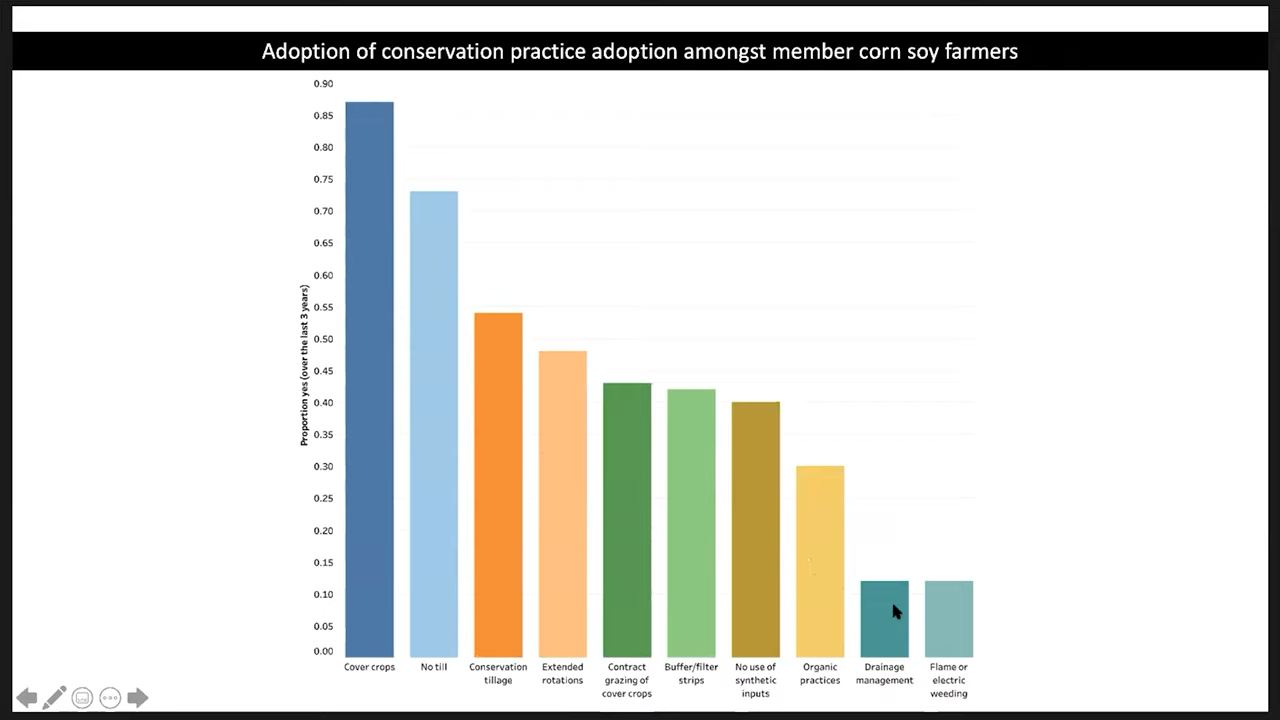 Adoption of conservation practice adoption amongst member corn soy farmers
0.90
0.85
0.80
0.75
0.70
0.65
0.60
0.55
0.50
0.45
0.40
0.35
0.30
0.25
0.20
0.15
0.10
0.05
0.00
Proportion yes (over the last 3 years)
Cover crops
No till
Conservation
tillage
Extended
rotations
Contract
grazing of
cover crops
Buffer/filter
strips
No use of
synthetic
inputs
Organic
practices
Drainage
management
Flame or
electric
weeding